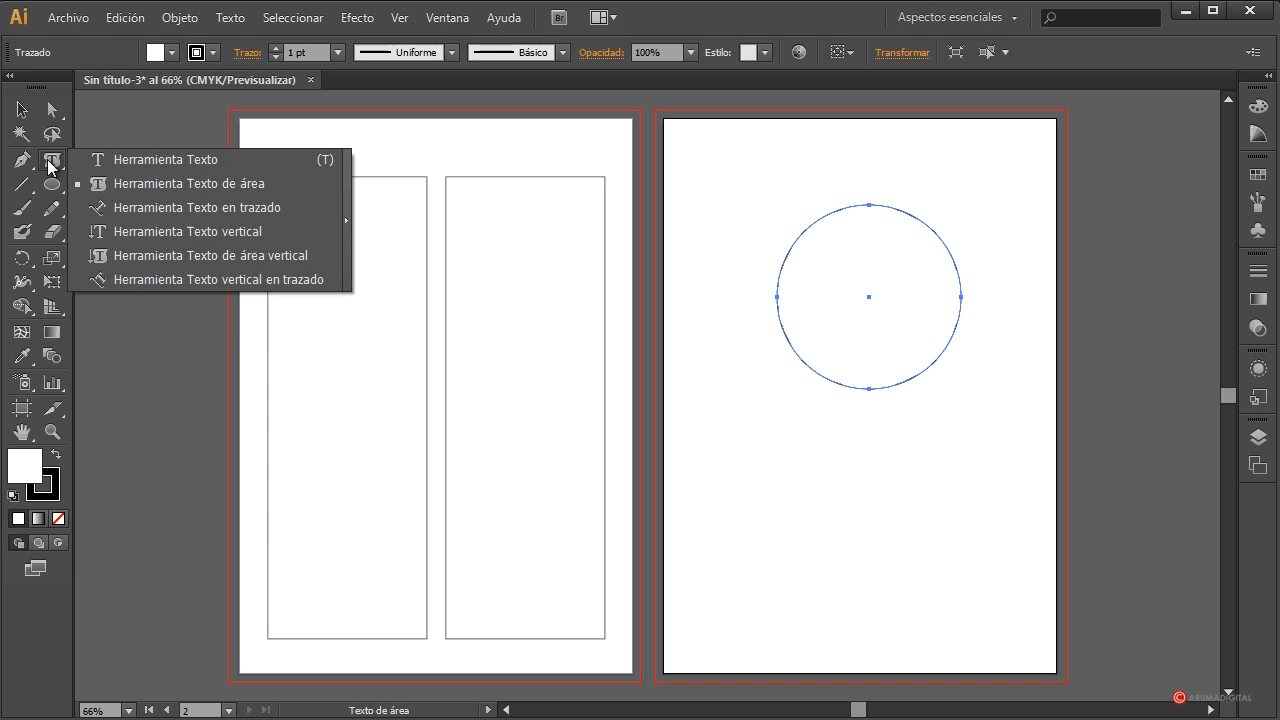 Ai Archivo Edición Objeto Texto Seleccionar Efecto Ver Ventana Ayuda Br Aspectos esenciales
Trazado Trazo: 1 pt Uniforme Básico Opacidad: 100% Estilo: Transformar
Sin título-3* al 66% (CMYK/Previsualizar) ×
T Herramienta Texto (T)
Herramienta Texto de área
Herramienta Texto en trazado
Herramienta Texto vertical
Herramienta Texto de área vertical
Herramienta Texto vertical en trazado
66% 2 Texto de área
© ARUMADIGITAL